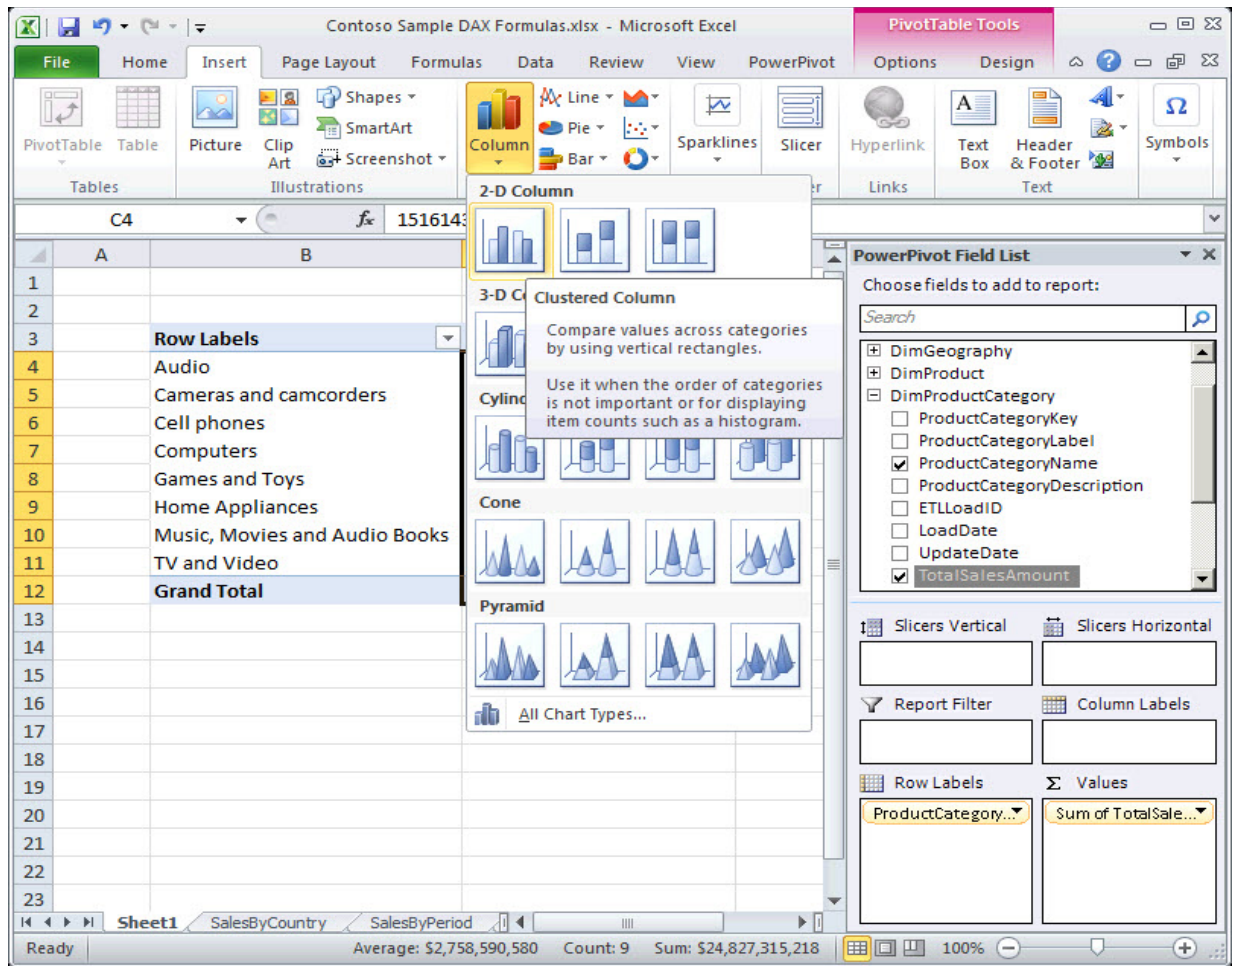 Contoso Sample DAX Formulas.xlsx - Microsoft Excel
PivotTable Tools
File Home Insert Page Layout Formulas Data Review View PowerPivot Options Design
PivotTable
Table
Tables
Picture
Clip
Art
Shapes
SmartArt
Screenshot
Illustrations
Column
Line
Pie
Bar
Sparklines
Slicer
Hyperlink
Links
Text
Box
Header
& Footer
Text
Symbols
C4 fx 1516143
2-D Column
Clustered Column
Compare values across categories
by using vertical rectangles.
Use it when the order of categories
is not important or for displaying
item counts such as a histogram.
3-D
Cone
Pyramid
All Chart Types...
A B
1
2
3 Row Labels
4 Audio
5 Cameras and camcorders
6 Cell phones
7 Computers
8 Games and Toys
9 Home Appliances
10 Music, Movies and Audio Books
11 TV and Video
12 Grand Total
13
14
15
16
17
18
19
20
21
22
23
PowerPivot Field List
Choose fields to add to report:
Search
DimGeography
DimProduct
DimProductCategory
ProductCategoryKey
ProductCategoryLabel
ProductCategoryName
ProductCategoryDescription
ETLLoadID
LoadDate
UpdateDate
TotalSalesAmount
Slicers Vertical
Slicers Horizontal
Report Filter
Column Labels
Row Labels
Σ Values
ProductCategory...
Sum of TotalSale...
Sheet1 SalesByCountry SalesByPeriod
Ready Average: $2,758,590,580 Count: 9 Sum: $24,827,315,218 100%